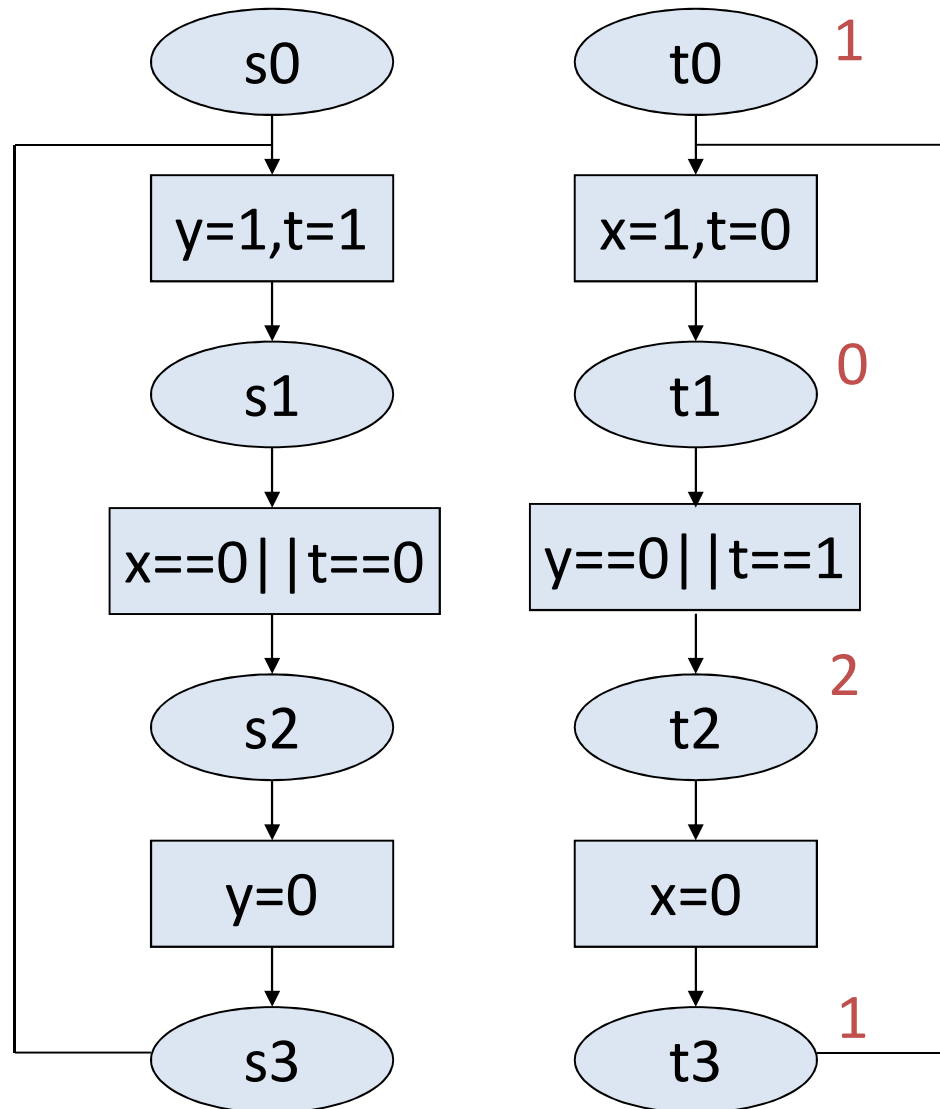 s0
y=1,t=1
s1
x==0||t==0
s2
y=0
s3
t0
1
x=1,t=0
t1
0
y==0||t==1
t2
2
x=0
t3
1